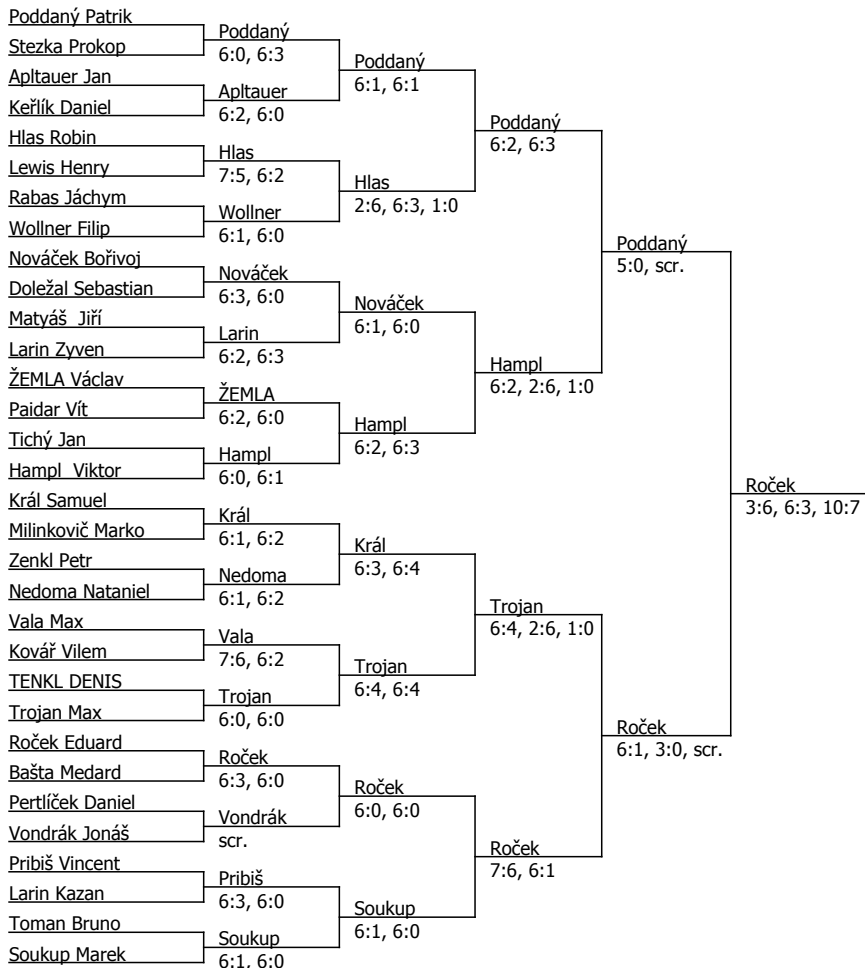 Poddaný Patrik
Stezka Prokop
Apltauer Jan
Keřlík Daniel
Hlas Robin
Lewis Henry
Rabas Jáchym
Wollner Filip
Nováček Bořivoj
Doležal Sebastian
Matyáš  Jiří
Larin Zyven
ŽEMLA Václav
Paidar Vít
Tichý Jan
Hampl  Viktor
Král Samuel
Milinkovič Marko
Zenkl Petr
Nedoma Nataniel
Vala Max
Kovář Vilem
TENKL DENIS
Trojan Max
Roček Eduard
Bašta Medard
Pertlíček Daniel
Vondrák Jonáš
Pribiš Vincent
Larin Kazan
Toman Bruno
Soukup Marek
Poddaný
6:0, 6:3
Apltauer
6:2, 6:0
Hlas
7:5, 6:2
Wollner
6:1, 6:0
Nováček
6:3, 6:0
Larin
6:2, 6:3
ŽEMLA
6:2, 6:0
Hampl
6:0, 6:1
Král
6:1, 6:2
Nedoma
6:1, 6:2
Vala
7:6, 6:2
Trojan
6:0, 6:0
Roček
6:3, 6:0
Vondrák
scr.
Pribiš
6:3, 6:0
Soukup
6:1, 6:0
Poddaný
6:1, 6:1
Hlas
2:6, 6:3, 1:0
Nováček
6:1, 6:0
Hampl
6:2, 6:3
Král
6:3, 6:4
Trojan
6:4, 6:4
Roček
6:0, 6:0
Soukup
6:1, 6:0
Poddaný
6:2, 6:3
Hampl
6:2, 2:6, 1:0
Trojan
6:4, 2:6, 1:0
Roček
7:6, 6:1
Poddaný
5:0, scr.
Roček
6:1, 3:0, scr.
Roček
3:6, 6:3, 10:7